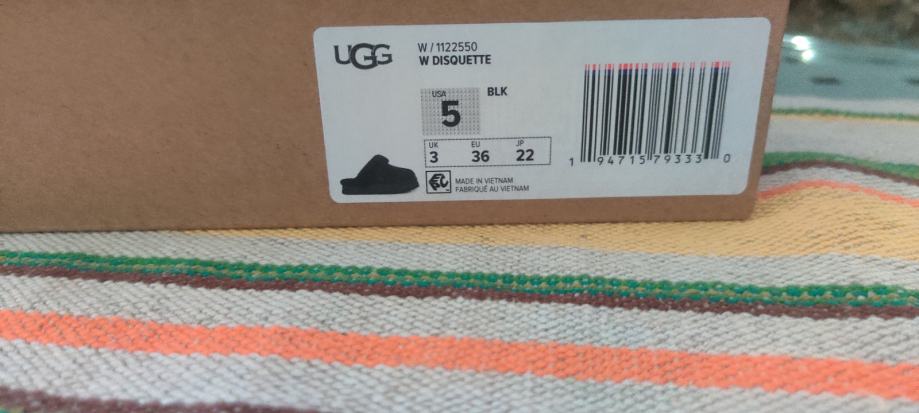 UGG
W / 1122550
W DISQUETTE
USA
5
BLK
UK EU JP
3 36 22
MADE IN VIETNAM
FABRIQUÉ AU VIETNAM
1 94715 79333 0